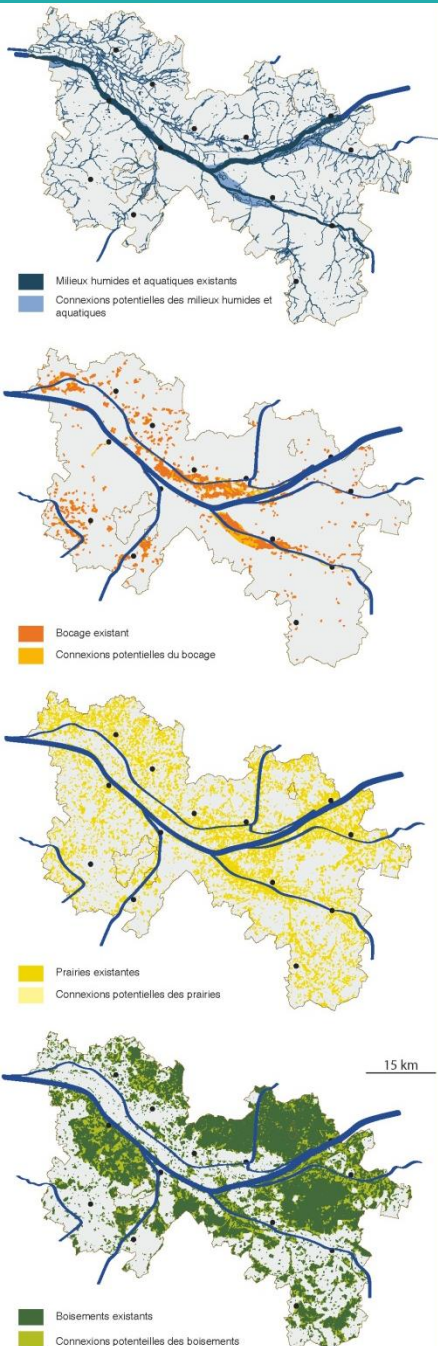 Milieux humides et aquatiques existants
Connexions potentielles des milieux humides et
aquatiques
Bocage existant
Connexions potentielles du bocage
Prairies existantes
Connexions potentielles des prairies
15 km
Boisements existants
Connexions potenteilles des boisements